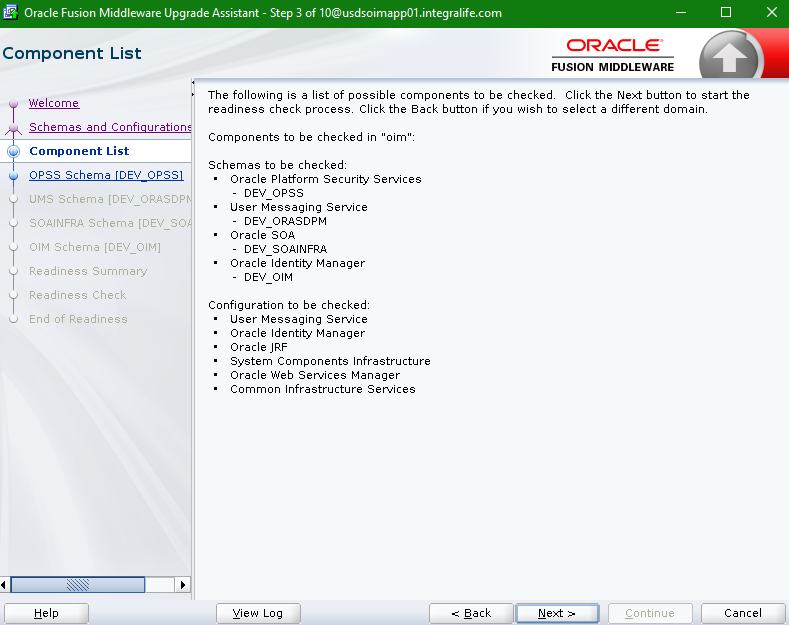 Oracle Fusion Middleware Upgrade Assistant - Step 3 of 10@usdsoimapp01.integralife.com
Component List
ORACLE
FUSION MIDDLEWARE
Welcome
Schemas and Configurations
Component List
OPSS Schema [DEV_OPSS]
UMS Schema [DEV_ORASDPM
SOAINFRA Schema [DEV_SOA
OIM Schema [DEV_OIM]
Readiness Summary
Readiness Check
End of Readiness
The following is a list of possible components to be checked.  Click the Next button to start the
readiness check process. Click the Back button if you wish to select a different domain.
Components to be checked in "oim":
Schemas to be checked:
• Oracle Platform Security Services
- DEV_OPSS
• User Messaging Service
- DEV_ORASDPM
• Oracle SOA
- DEV_SOAINFRA
• Oracle Identity Manager
- DEV_OIM
Configuration to be checked:
• User Messaging Service
• Oracle Identity Manager
• Oracle JRF
• System Components Infrastructure
• Oracle Web Services Manager
• Common Infrastructure Services
Help
View Log
< Back
Next >
Continue
Cancel